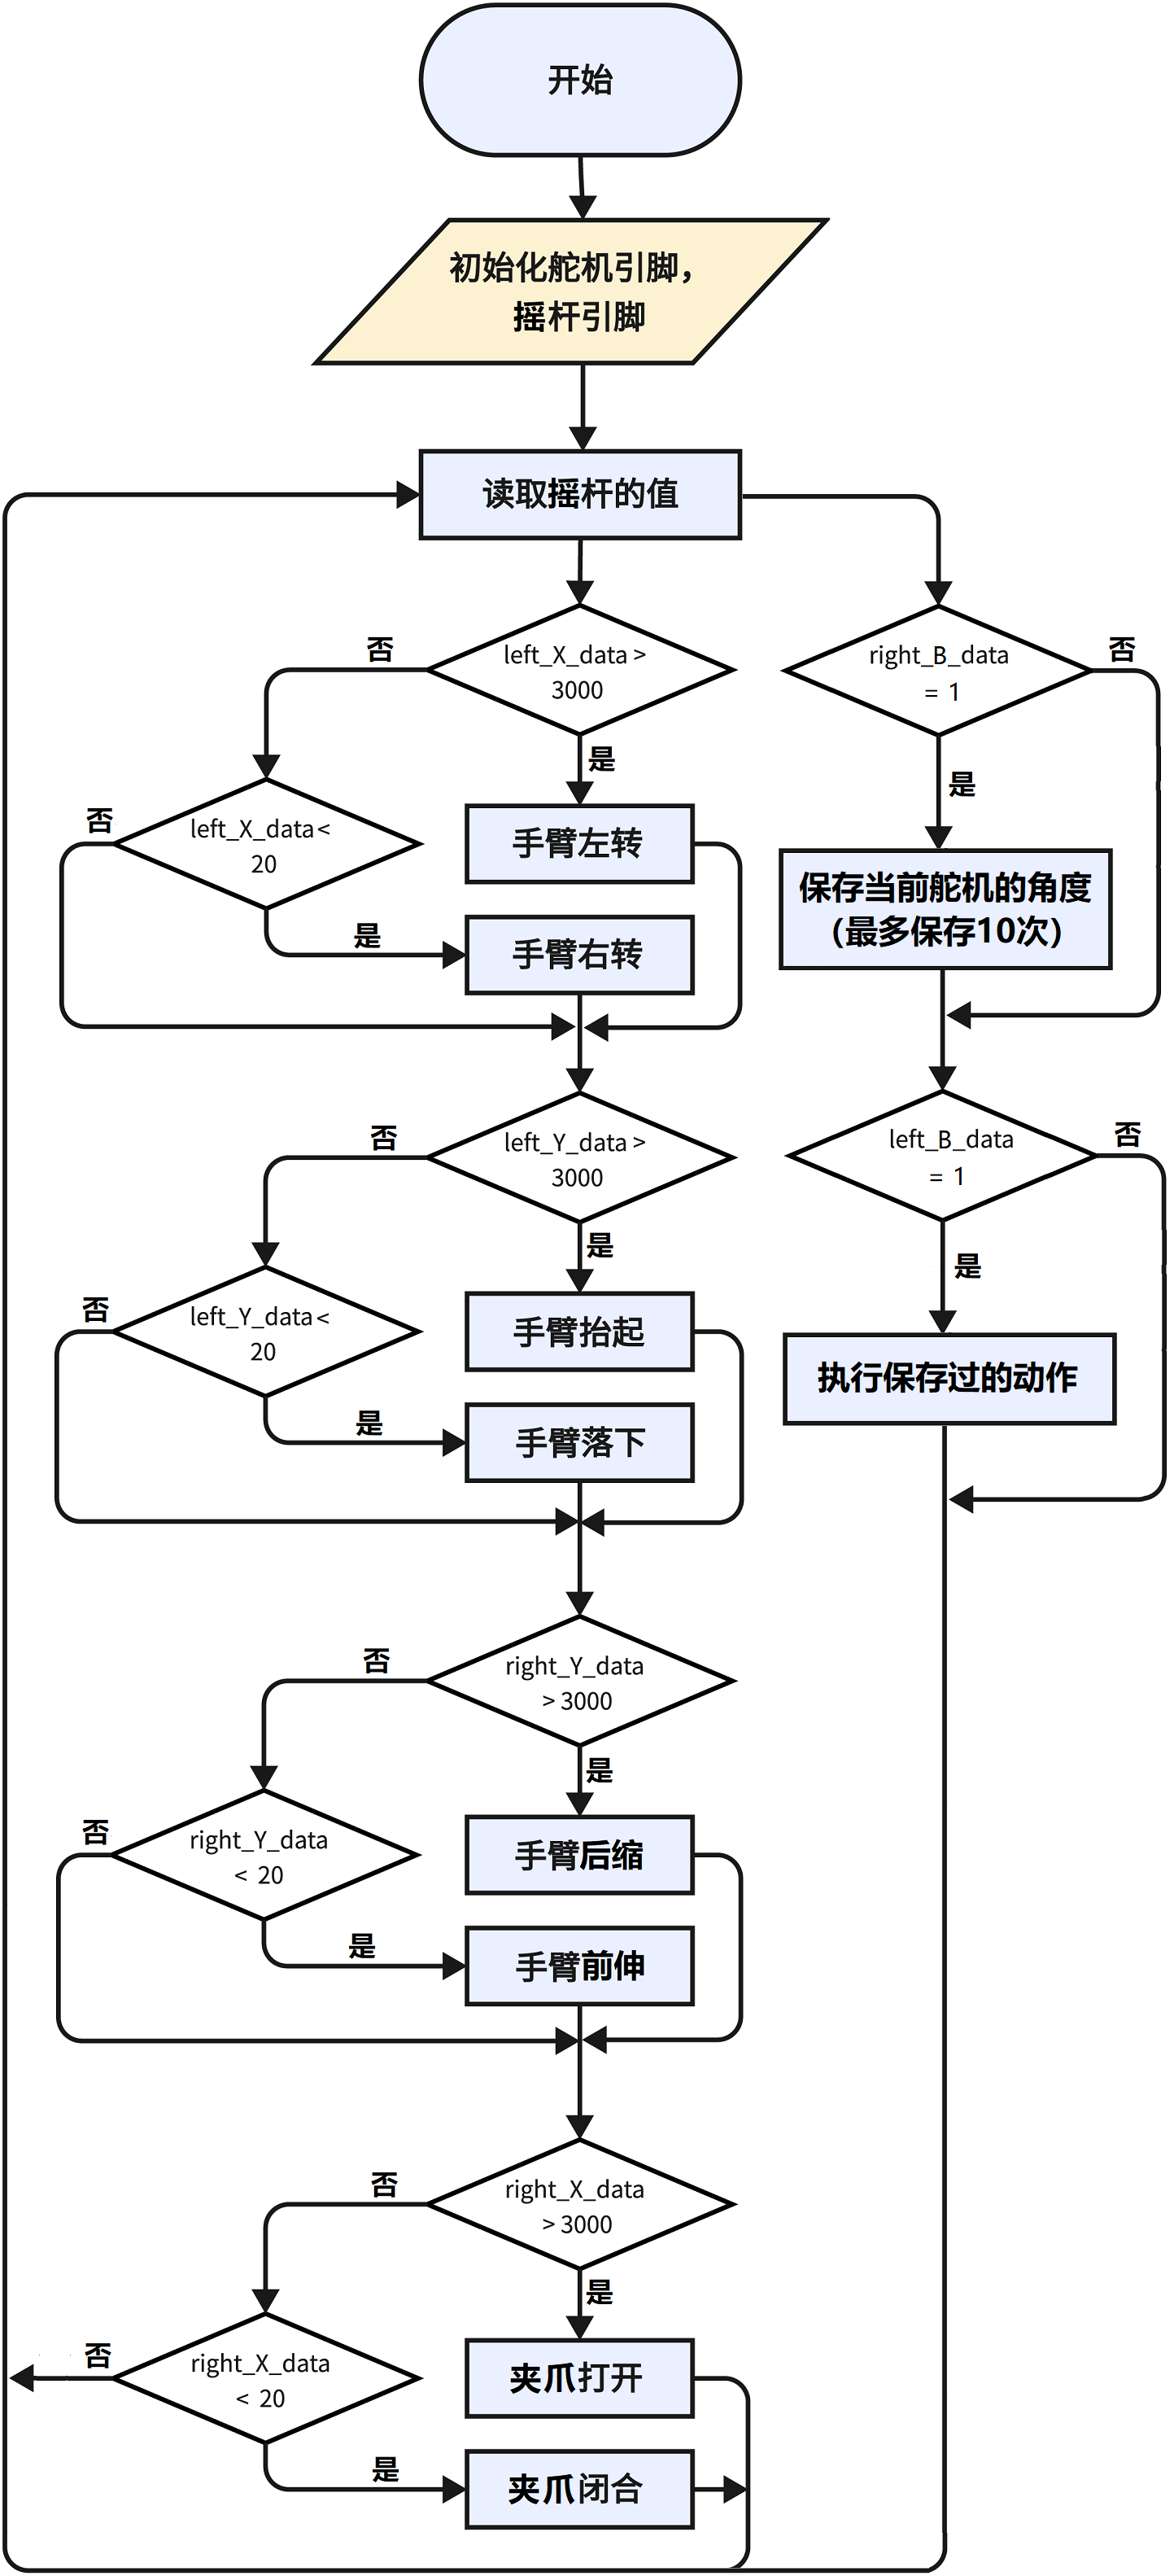 开始
初始化舵机引脚，
摇杆引脚
读取摇杆的值
left_X_data >
3000
否
是
left_X_data <
20
否
是
手臂左转
手臂右转
left_Y_data >
3000
否
是
left_Y_data <
20
否
是
手臂抬起
手臂落下
right_Y_data
> 3000
否
是
right_Y_data
< 20
否
是
手臂后缩
手臂前伸
right_X_data
> 3000
否
是
right_X_data
< 20
否
是
夹爪打开
夹爪闭合
right_B_data
= 1
否
是
保存当前舵机的角度
（最多保存10次）
left_B_data
= 1
否
是
执行保存过的动作